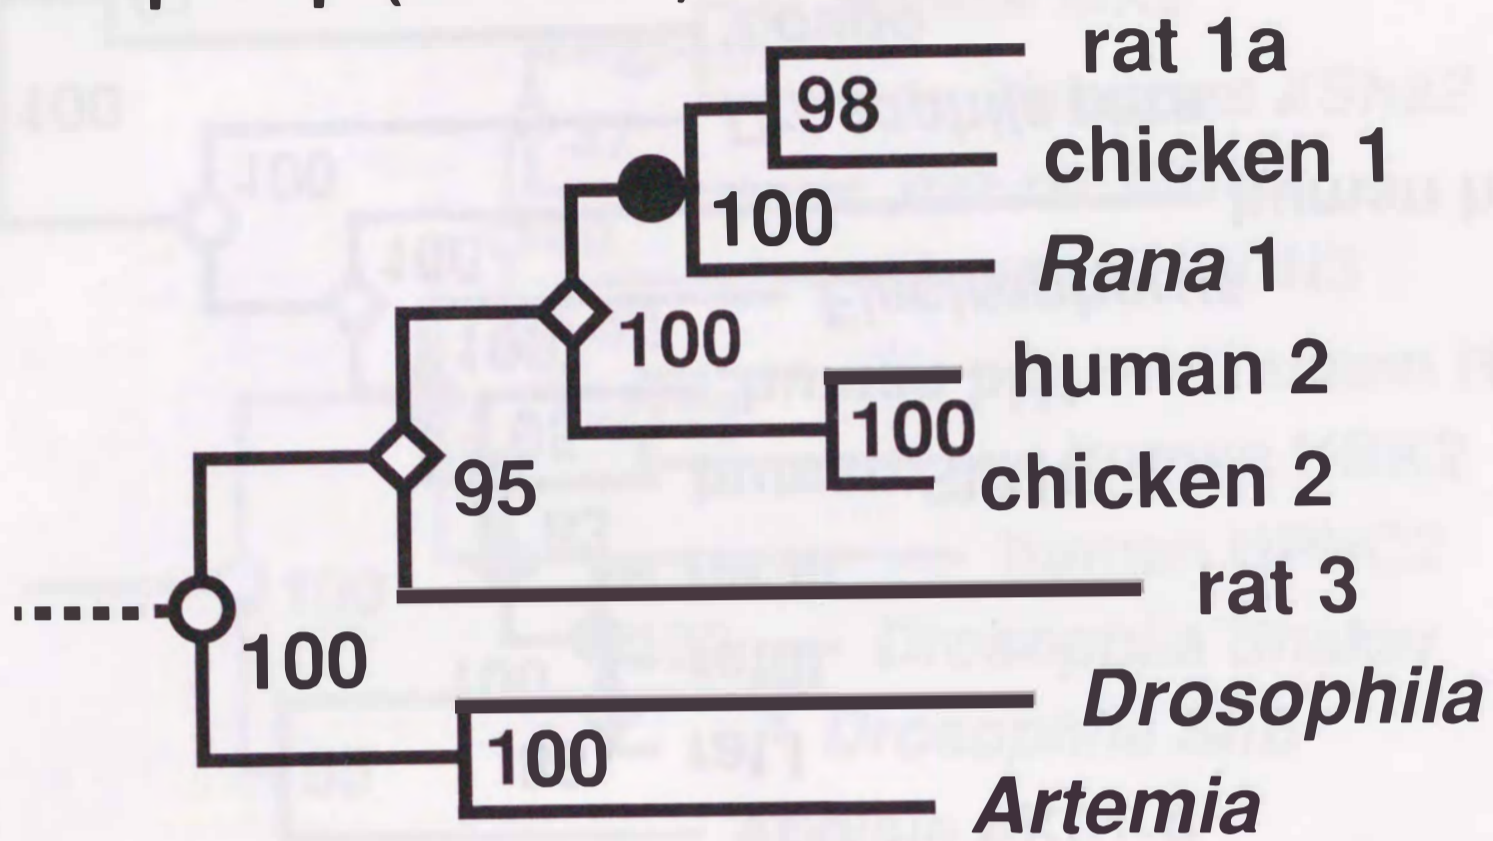 rat 1a
98
chicken 1
100
Rana 1
100
human 2
100
chicken 2
95
rat 3
100
Drosophila
100
Artemia